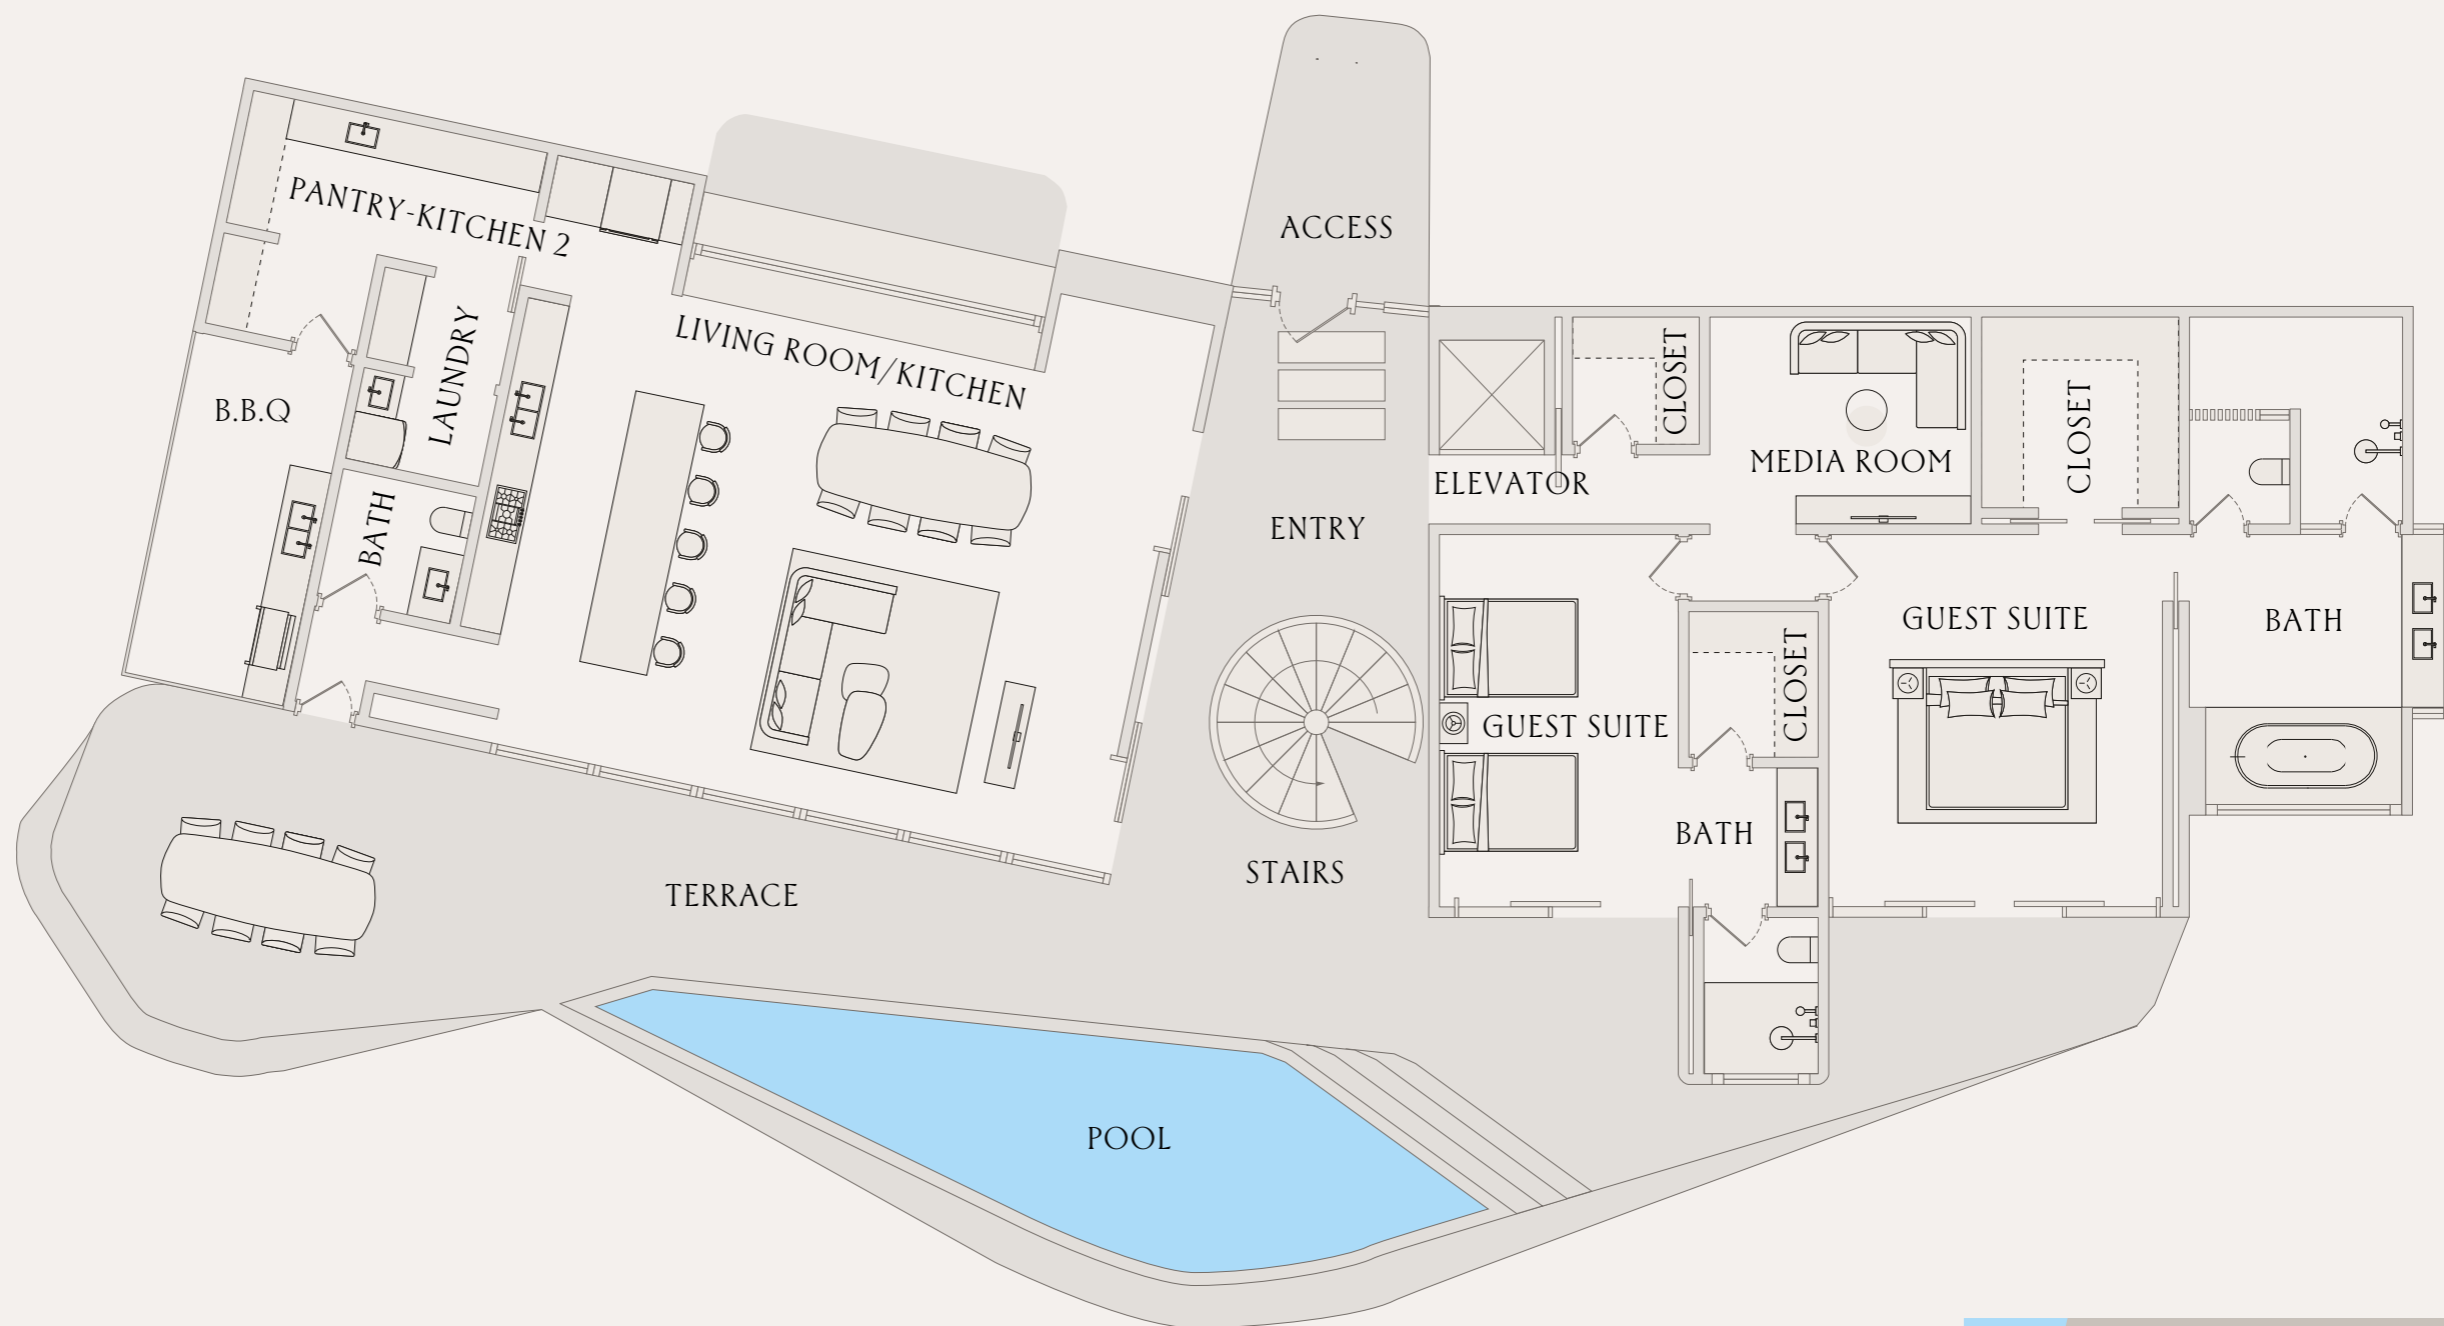 ACCESS
PANTRY-KITCHEN 2
LIVING ROOM/KITCHEN
LAUNDRY
B.B.Q
BATH
ENTRY
ELEVATOR
CLOSET
MEDIA ROOM
CLOSET
GUEST SUITE
BATH
GUEST SUITE
CLOSET
BATH
STAIRS
TERRACE
POOL